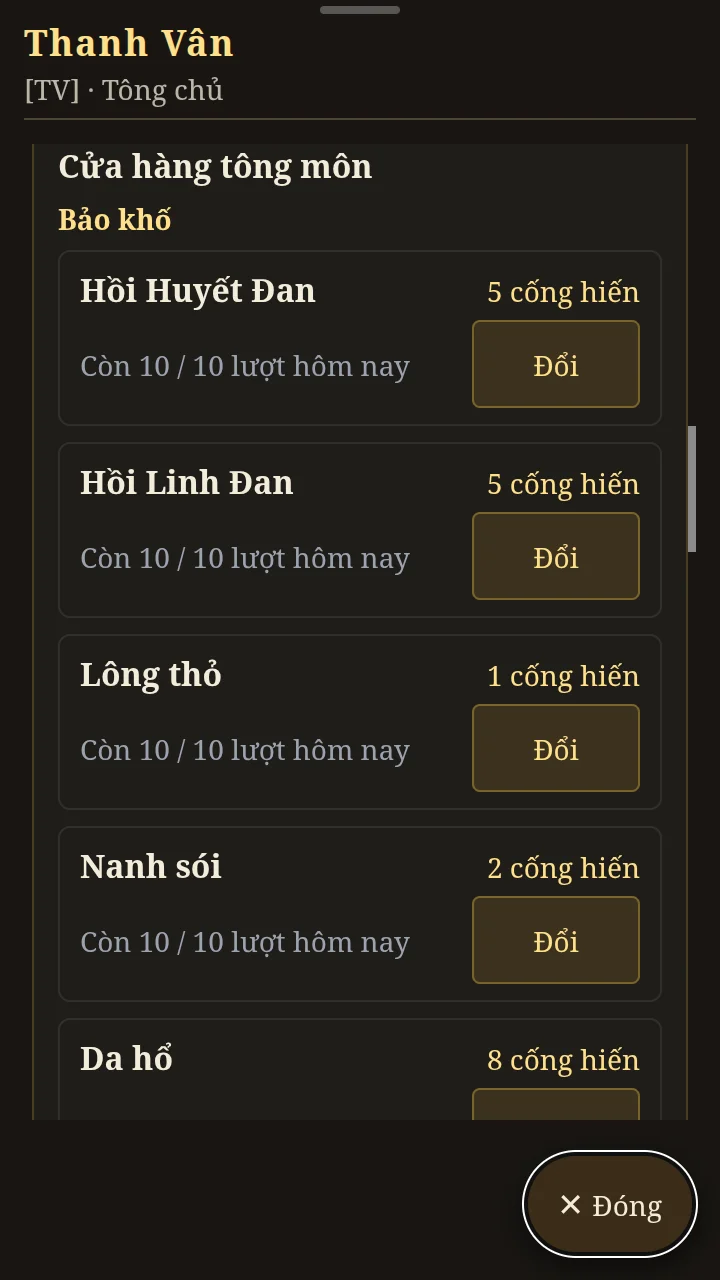 Thanh Vân
[TV] · Tông chủ
Cửa hàng tông môn
Bảo khố
Hồi Huyết Đan
5 cống hiến
Còn 10 / 10 lượt hôm nay
Đổi
Hồi Linh Đan
5 cống hiến
Còn 10 / 10 lượt hôm nay
Đổi
Lông thỏ
1 cống hiến
Còn 10 / 10 lượt hôm nay
Đổi
Nanh sói
2 cống hiến
Còn 10 / 10 lượt hôm nay
Đổi
Da hổ
8 cống hiến
✕ Đóng